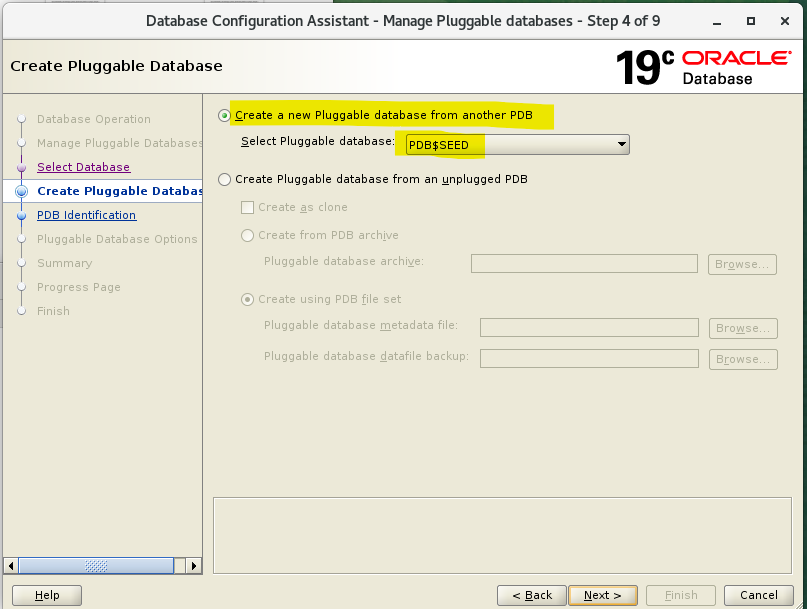 Database Configuration Assistant - Manage Pluggable databases - Step 4 of 9
Create Pluggable Database
19c ORACLE
Database
Database Operation
Manage Pluggable Databases
Select Database
Create Pluggable Databas
PDB Identification
Pluggable Database Options
Summary
Progress Page
Finish
Create a new Pluggable database from another PDB
Select Pluggable database: PDB$SEED
Create Pluggable database from an unplugged PDB
Create as clone
Create from PDB archive
Pluggable database archive: Browse...
Create using PDB file set
Pluggable database metadata file: Browse...
Pluggable database datafile backup: Browse...
Help < Back Next > Finish Cancel